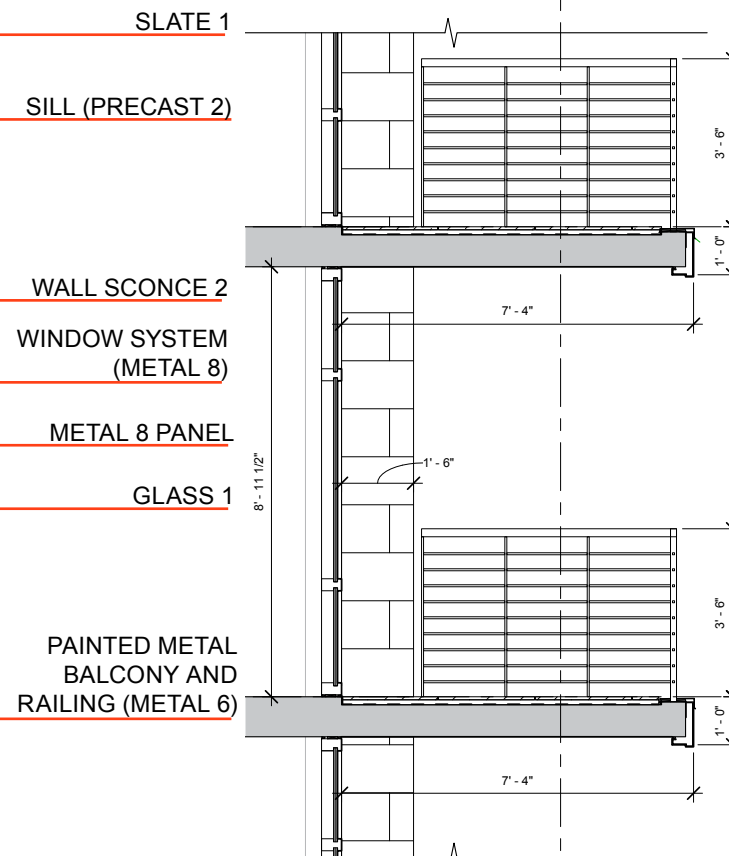 SLATE 1
SILL (PRECAST 2)
3' - 6"
1' - 0"
WALL SCONCE 2
7' - 4"
WINDOW SYSTEM
(METAL 8)
METAL 8 PANEL
8' - 11 1/2"
1' - 6"
GLASS 1
3' - 6"
PAINTED METAL
BALCONY AND
RAILING (METAL 6)
1' - 0"
7' - 4"